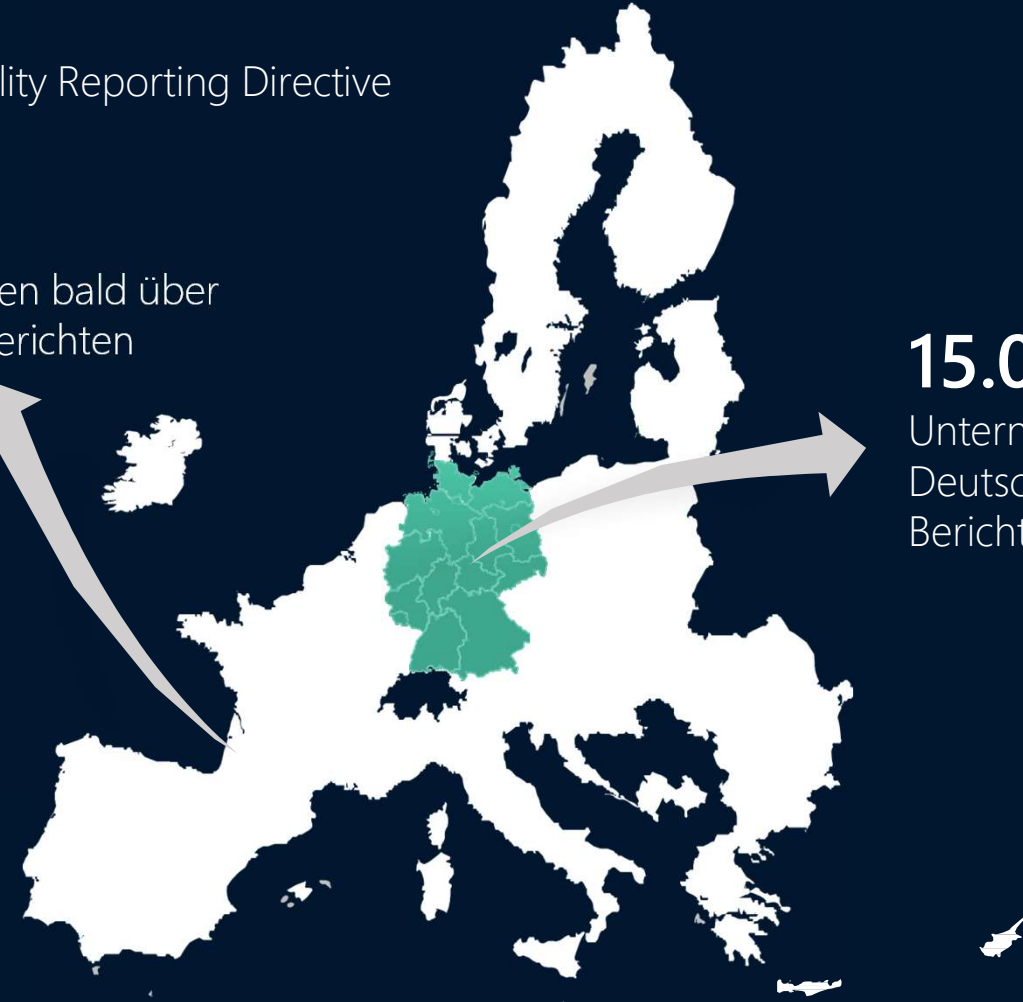 lity Reporting Directive
en bald über
erichten
15.0
Untern
Deutsc
Bericht